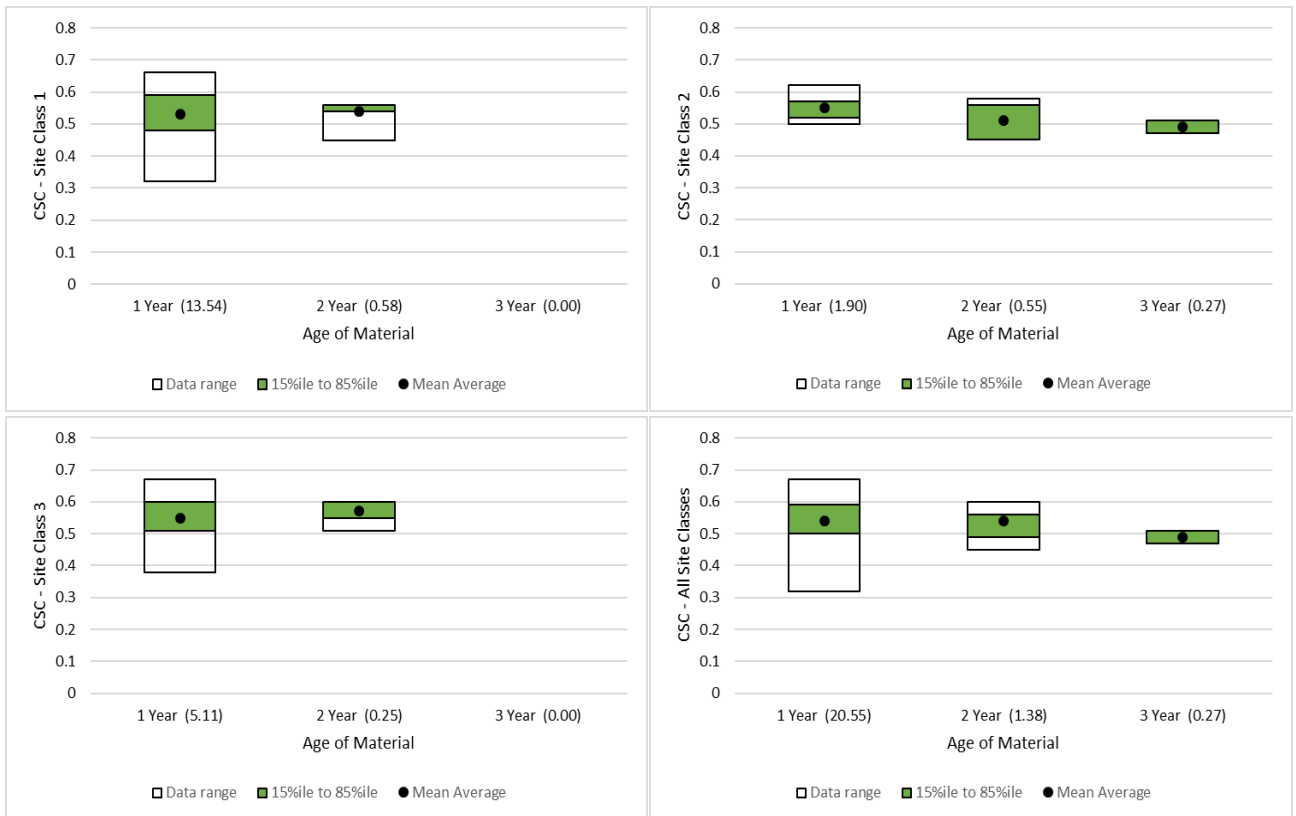 CSC - Site Class 1
0.8
0.7
0.6
0.5
0.4
0.3
0.2
0.1
0
1 Year (13.54) 2 Year (0.58) 3 Year (0.00)
Age of Material
Data range 15%ile to 85%ile Mean Average
CSC - Site Class 2
0.8
0.7
0.6
0.5
0.4
0.3
0.2
0.1
0
1 Year (1.90) 2 Year (0.55) 3 Year (0.27)
Age of Material
Data range 15%ile to 85%ile Mean Average
CSC - Site Class 3
0.8
0.7
0.6
0.5
0.4
0.3
0.2
0.1
0
1 Year (5.11) 2 Year (0.25) 3 Year (0.00)
Age of Material
Data range 15%ile to 85%ile Mean Average
CSC - All Site Classes
0.8
0.7
0.6
0.5
0.4
0.3
0.2
0.1
0
1 Year (20.55) 2 Year (1.38) 3 Year (0.27)
Age of Material
Data range 15%ile to 85%ile Mean Average